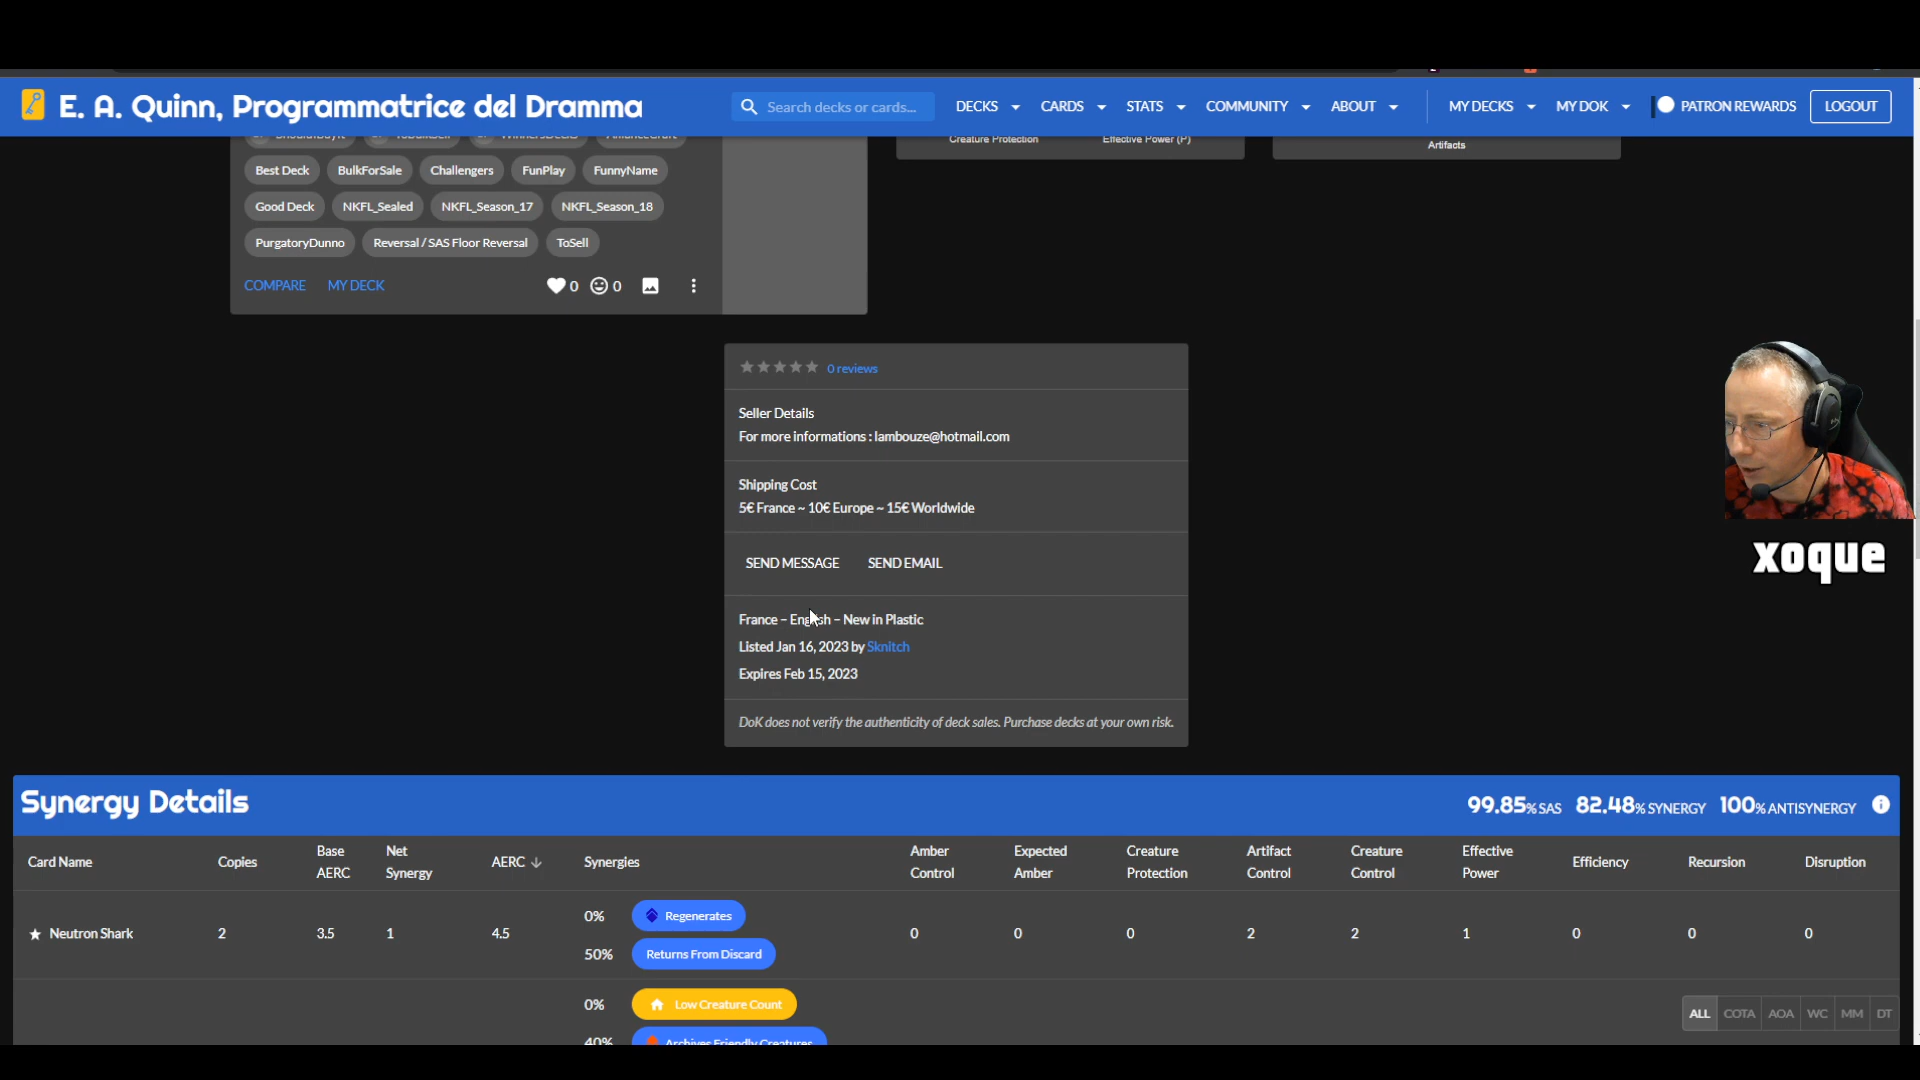 E. A. Quinn, Programmatrice del Dramma
Search decks or cards...
DECKS
CARDS
STATS
COMMUNITY
ABOUT
MY DECKS
MY DOK
PATRON REWARDS
LOGOUT
Creature Protection
Effective Power (P)
Artifacts
Best Deck
BulkForSale
Challengers
FunPlay
FunnyName
Good Deck
NKFL_Sealed
NKFL_Season_17
NKFL_Season_18
PurgatoryDunno
Reversal / SAS Floor Reversal
ToSell
COMPARE
MY DECK
0
0
0 reviews
Seller Details
For more informations : lambouze@hotmail.com
Shipping Cost
5€ France ~ 10€ Europe ~ 15€ Worldwide
SEND MESSAGE
SEND EMAIL
France – English – New in Plastic
Listed Jan 16, 2023 by Sknitch
Expires Feb 15, 2023
DoK does not verify the authenticity of deck sales. Purchase decks at your own risk.
xoque
Synergy Details
99.85% SAS
82.48% SYNERGY
100% ANTISYNERGY
Card Name
Copies
Base AERC
Net Synergy
AERC
Synergies
Amber Control
Expected Amber
Creature Protection
Artifact Control
Creature Control
Effective Power
Efficiency
Recursion
Disruption
Neutron Shark
2
3.5
1
4.5
0%
Regenerates
50%
Returns From Discard
0
0
0
2
2
1
0
0
0
0%
Low Creature Count
40%
Archives Friendly Creatures
ALL
COTA
AOA
WC
MM
DT